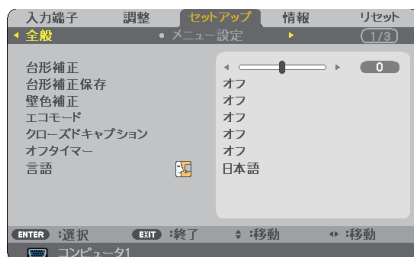 入力端子 調整 セットアップ 情報 リセット
全般 メニュー設定 (1/3)
台形補正 0
台形補正保存 オフ
壁色補正 オフ
エコモード オフ
クローズドキャプション オフ
オフタイマー オフ
言語 日本語
ENTER :選択 EXIT :終了 :移動 :移動
コンピュータ1